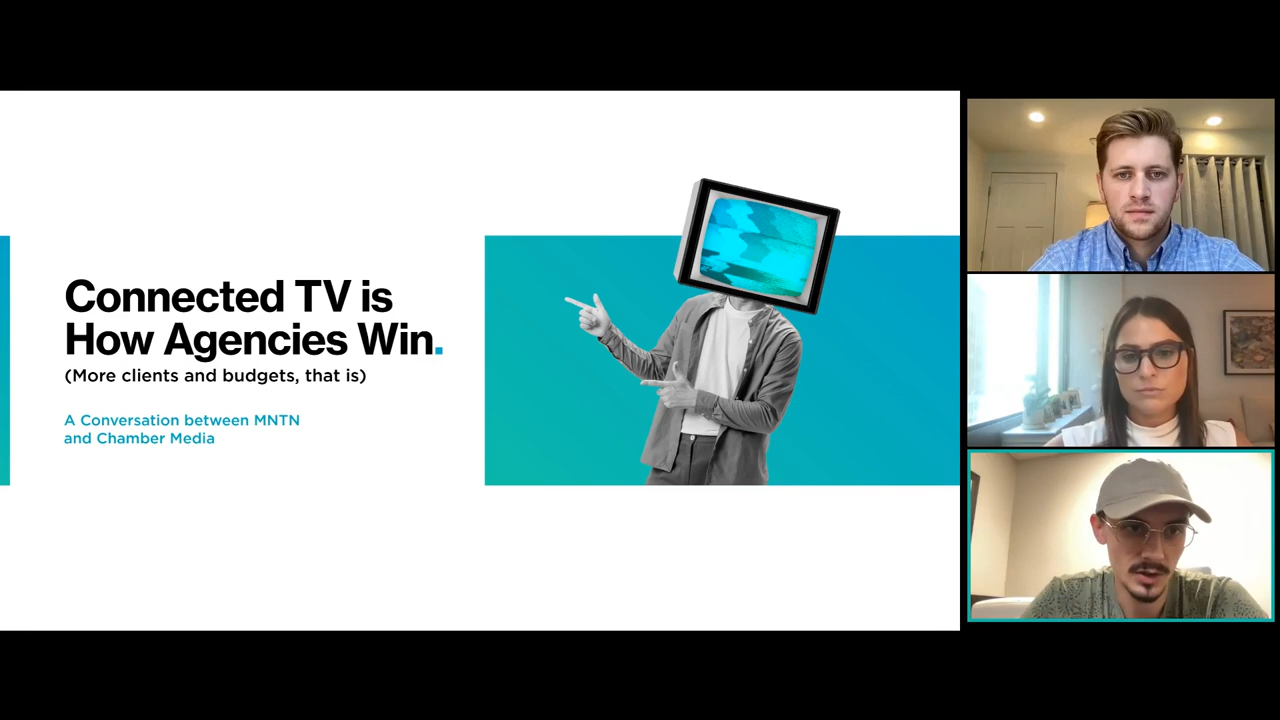 Connected TV is
How Agencies Win.
(More clients and budgets, that is)
A Conversation between MNTN
and Chamber Media